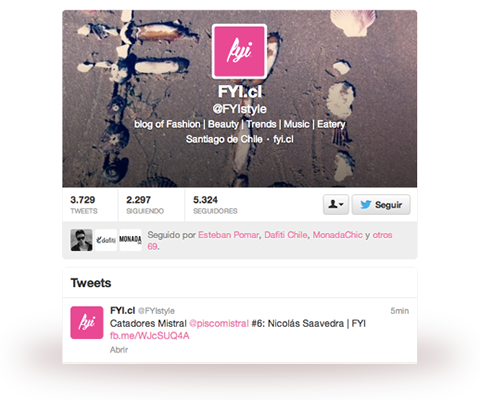 fyi
FYI.cl
@FYIstyle
blog of Fashion | Beauty | Trends | Music | Eatery
Santiago de Chile · fyi.cl
3.729 2.297 5.324
TWEETS SIGUIENDO SEGUIDORES
Seguir
dafiti MONADA
Seguido por Esteban Pomar, Dafiti Chile, MonadaChic y otros
69.
Tweets
fyi
FYI.cl @FYIstyle 5min
Catadores Mistral @piscomistral #6: Nicolás Saavedra | FYI
fb.me/WJcSUQ4A
Abrir